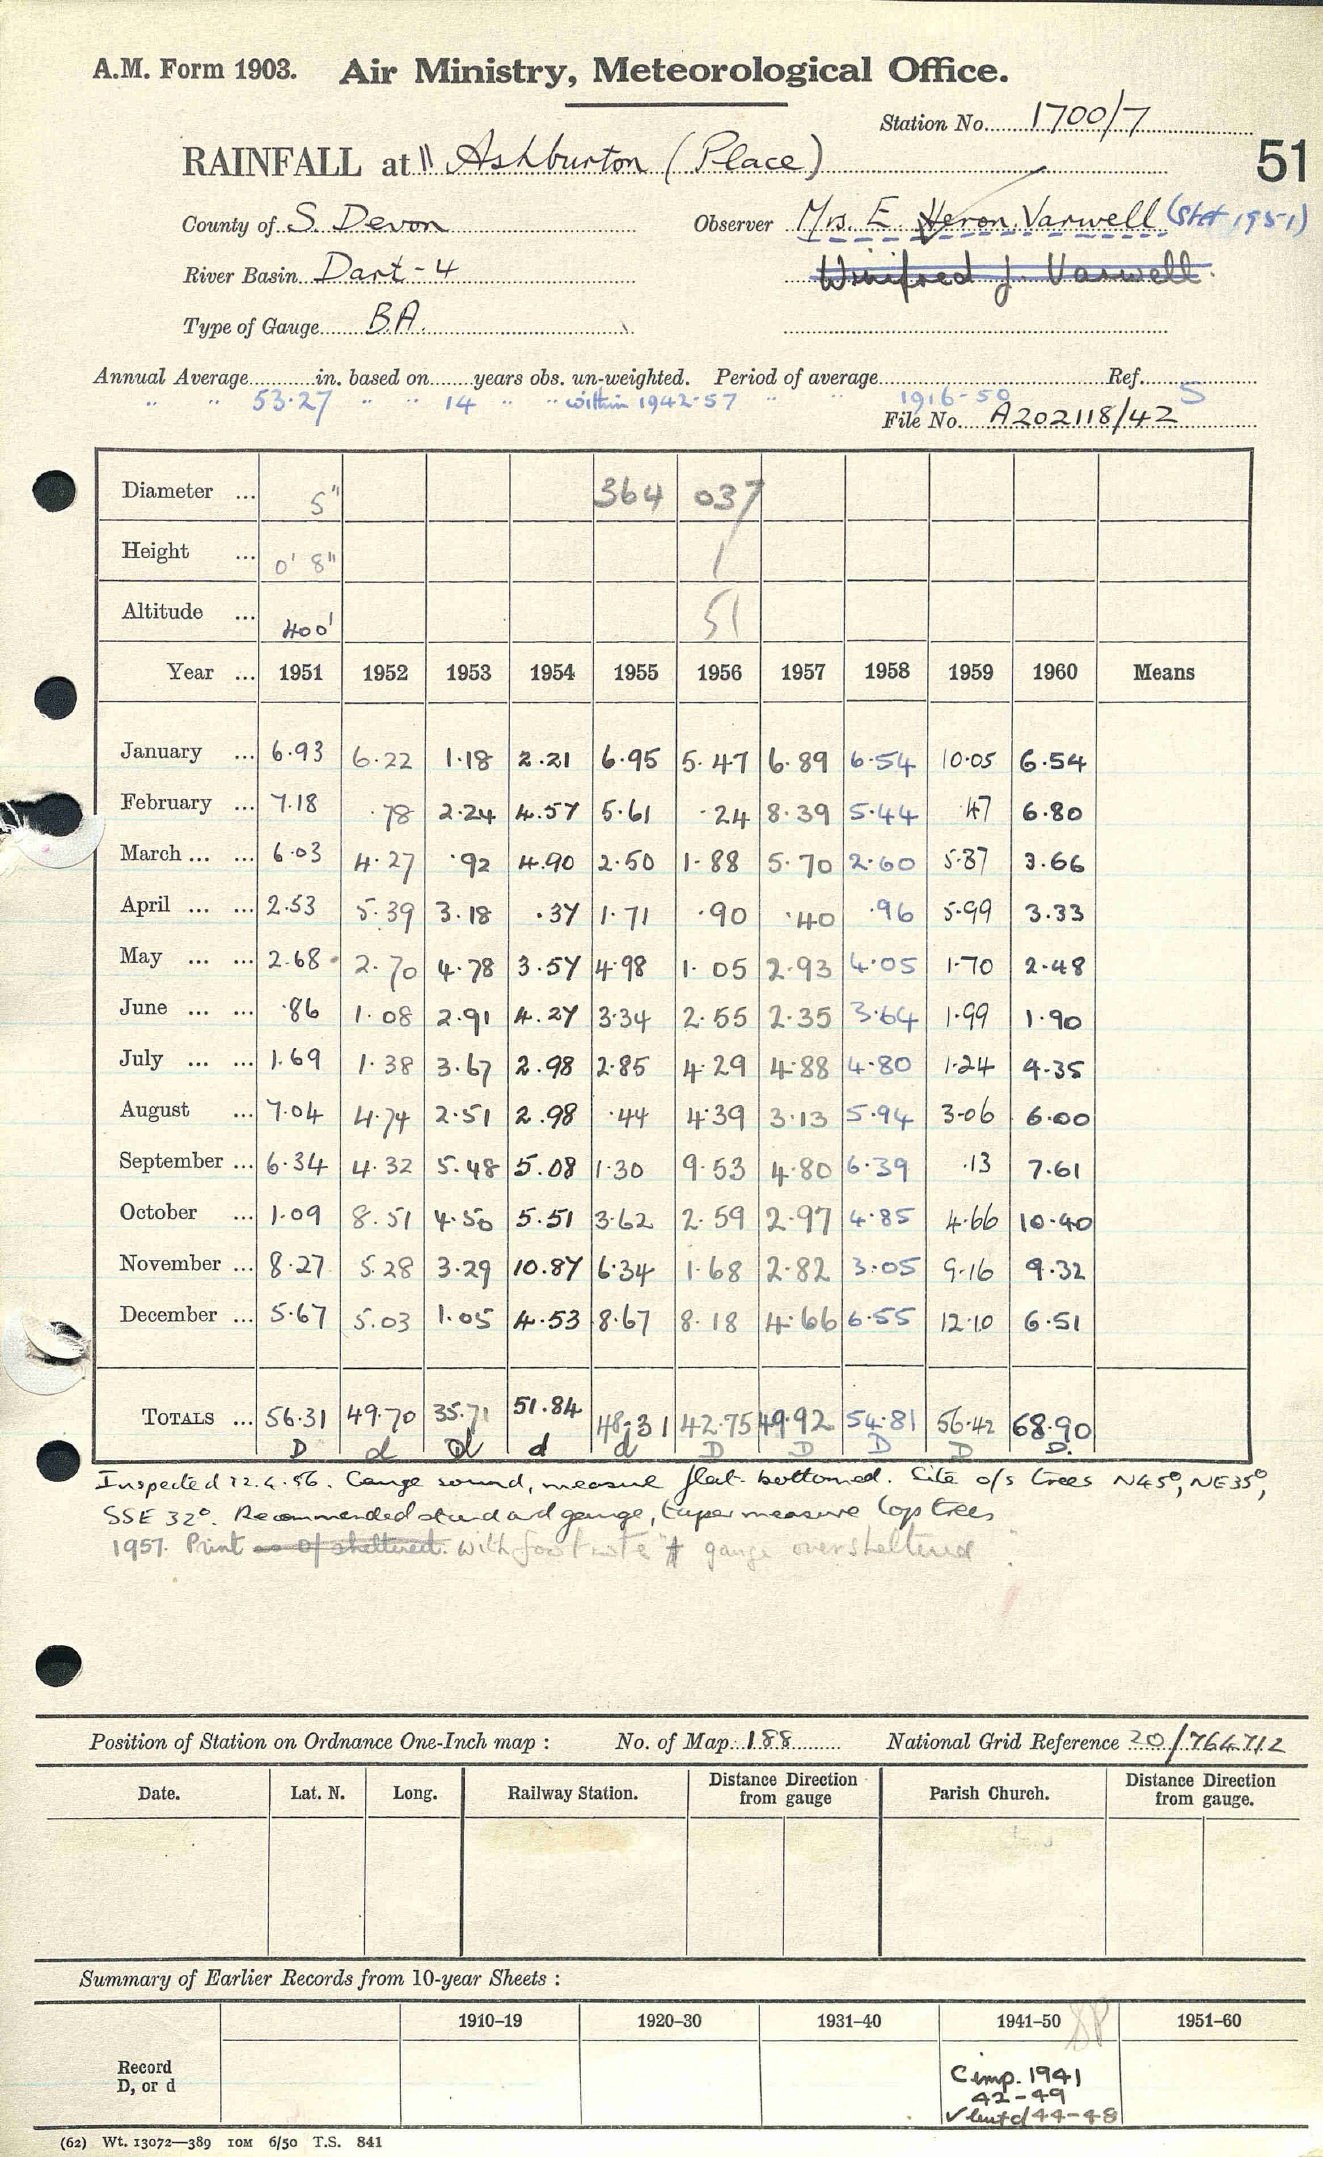 A.M. Form 1903. Air Ministry, Meteorological Office.
Station No. 1700/7
RAINFALL at " Ashburton (Place)
51
County of S. Devon Observer Mrs. E. Heron Varwell (Start 1951)
River Basin Dart-4 Winifred J. Varwell.
Type of Gauge B.A.
Annual Average in. based on years obs. un-weighted. Period of average Ref.
" " 53.27 " " 14 " " within 1942-57 " " 1916-50 S
File No. A202118/42
Diameter ... 5" 364 037
Height ... 0' 8" 1
Altitude ... 400' 51
Year ... 1951 1952 1953 1954 1955 1956 1957 1958 1959 1960 Means
January ... 6.93 6.22 1.18 2.21 6.95 5.47 6.89 6.54 10.05 6.54
February ... 7.18 .78 2.24 4.57 5.61 .24 8.39 5.44 .47 6.80
March ... ... 6.03 4.27 .92 4.90 2.50 1.88 5.70 2.60 5.87 3.66
April ... ... 2.53 5.39 3.18 .37 1.71 .90 .40 .96 5.99 3.33
May ... ... 2.68 2.70 4.78 3.57 4.98 1.05 2.93 4.05 1.70 2.48
June ... ... .86 1.08 2.91 4.27 3.34 2.55 2.35 3.64 1.99 1.90
July ... ... 1.69 1.38 3.67 2.98 2.85 4.29 4.88 4.80 1.24 4.35
August ... 7.04 4.74 2.51 2.98 .44 4.39 3.13 5.94 3.06 6.00
September ... 6.34 4.32 5.48 5.08 1.30 9.53 4.80 6.39 .13 7.61
October ... 1.09 8.51 4.50 5.51 3.62 2.59 2.97 4.85 4.66 10.40
November ... 8.27 5.28 3.29 10.87 6.34 1.68 2.82 3.05 9.16 9.32
December ... 5.67 5.03 1.05 4.53 8.67 8.18 4.66 6.55 12.10 6.51
TOTALS ... 56.31 49.70 35.71 51.84 48.31 42.75 49.92 54.81 56.42 68.90
D d d d d D D D D D.
Inspected 12.4.56. Gauge sound, measure flat bottomed. Site o/s trees N45°, NE35°,
SSE 32°. Recommended standard gauge, taper measure lop trees
1957. Print as o/sheltered. with footnote "‡ gauge oversheltered"
Position of Station on Ordnance One-Inch map : No. of Map 188 National Grid Reference 20/764712
Date. Lat. N. Long. Railway Station. Distance Direction from gauge Parish Church. Distance Direction from gauge.
Summary of Earlier Records from 10-year Sheets :
1910-19 1920-30 1931-40 1941-50 1951-60
SP
Record
D, or d
Cimp. 1941
42-49
44-48
(62) Wt. 13072—389 10M 6/50 T.S. 841